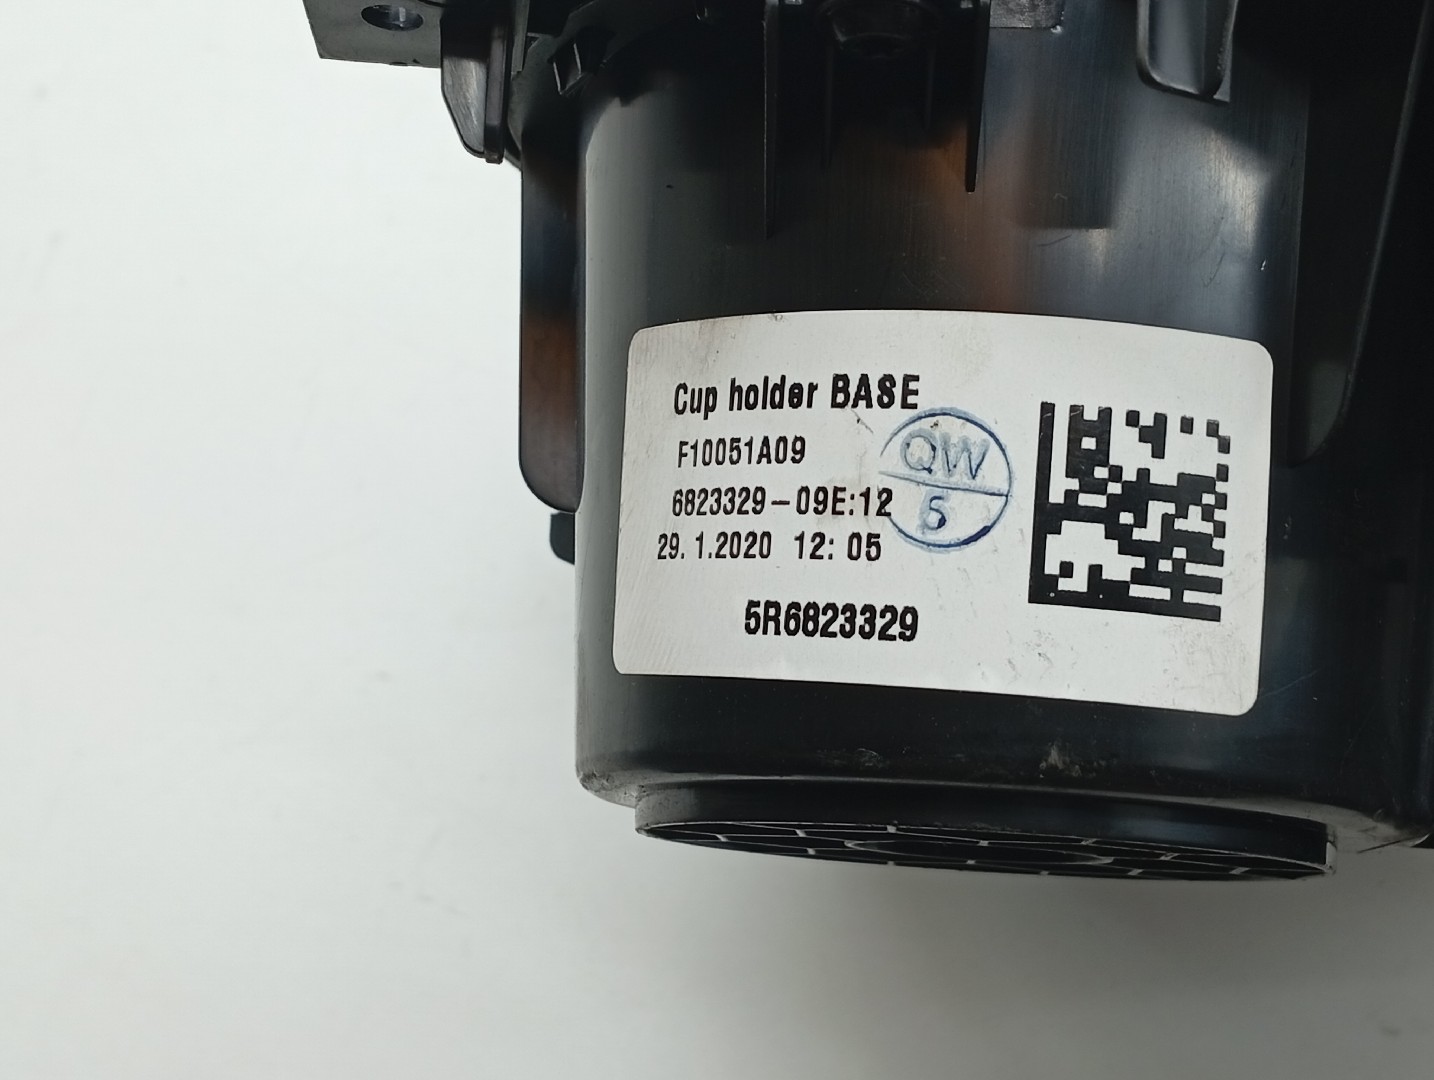 Cup holder BASE
F10051A09
QW
5
6823329-09E:12
29. 1.2020 12: 05
5R6823329